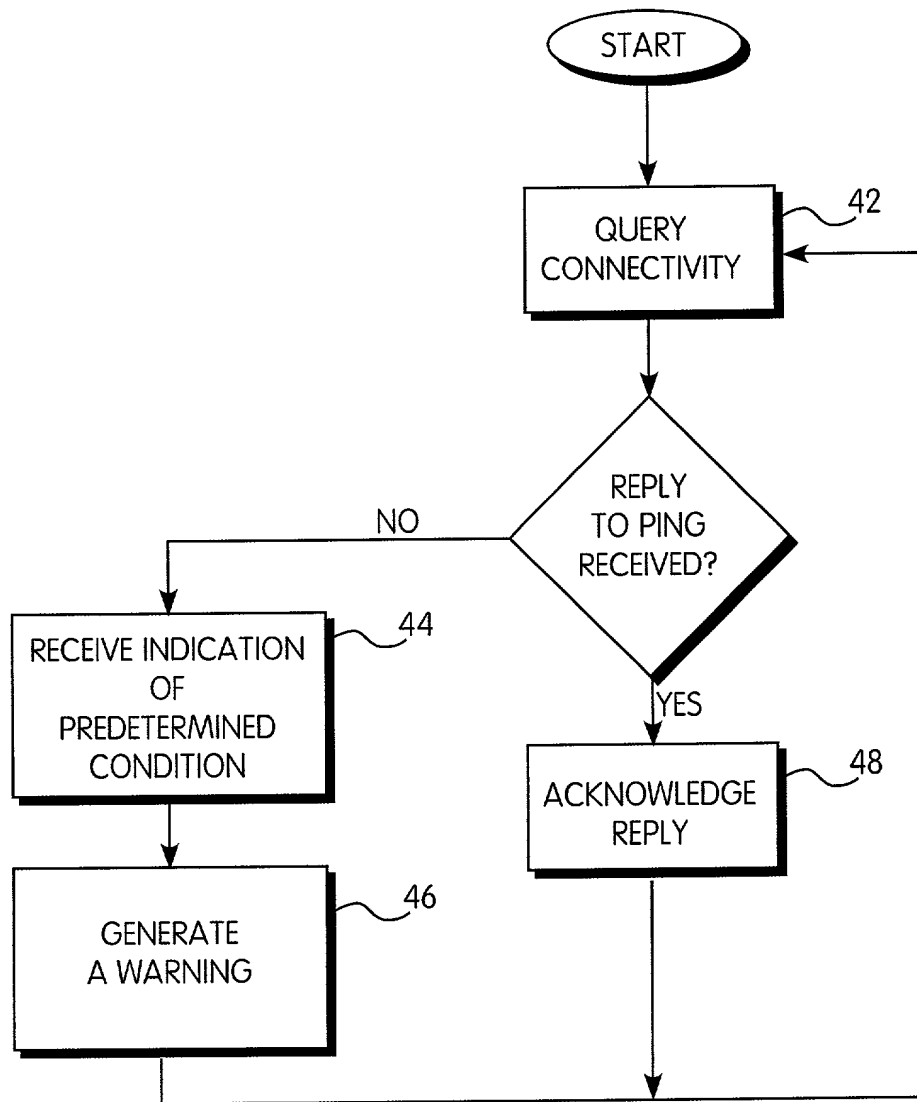 START
QUERY
CONNECTIVITY
42
REPLY
TO PING
RECEIVED?
NO
YES
RECEIVE INDICATION
OF
PREDETERMINED
CONDITION
44
ACKNOWLEDGE
REPLY
48
GENERATE
A WARNING
46